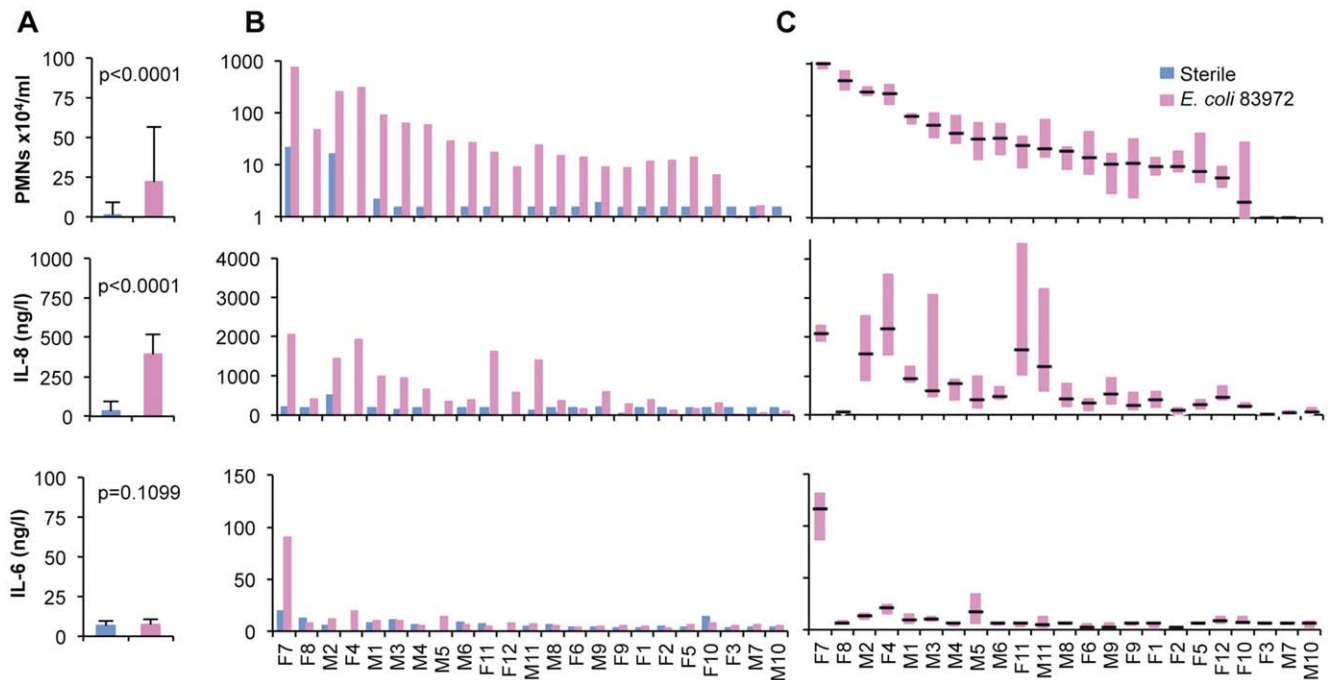 A
B
C
PMNs x10⁴/ml
100
75
50
25
0
p<0.0001
1000
100
10
1
Sterile
E. coli 83972
IL-8 (ng/l)
1000
750
500
250
0
p<0.0001
4000
3000
2000
1000
0
IL-6 (ng/l)
100
75
50
25
0
p=0.1099
150
100
50
0
F7 F8 M2 F4 M1 M3 M4 M5 M6 F11 F12 M11 M8 F6 M9 F9 F1 F2 F5 F10 F3 M7 M10
F7 F8 M2 F4 M1 M3 M4 M5 M6 F11 M11 M8 F6 M9 F9 F1 F2 F5 F12 F10 F3 M7 M10